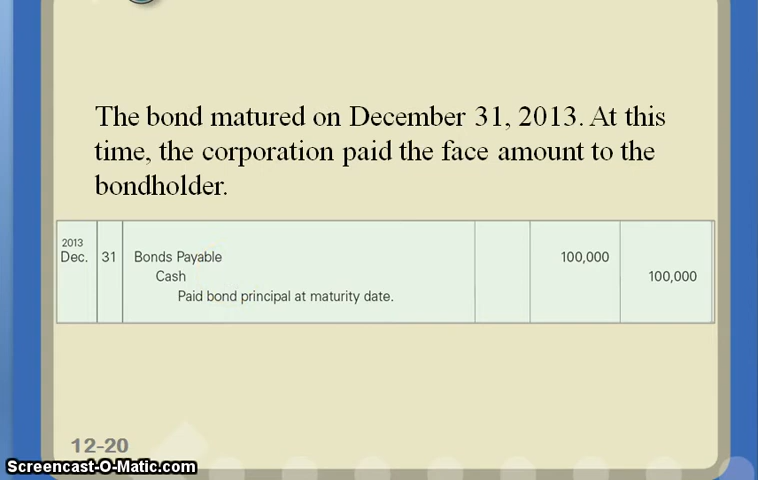 The bond matured on December 31, 2013. At this
time, the corporation paid the face amount to the
bondholder.
2013
Dec. 31 Bonds Payable 100,000
Cash 100,000
Paid bond principal at maturity date.
12-20
Screencast-O-Matic.com